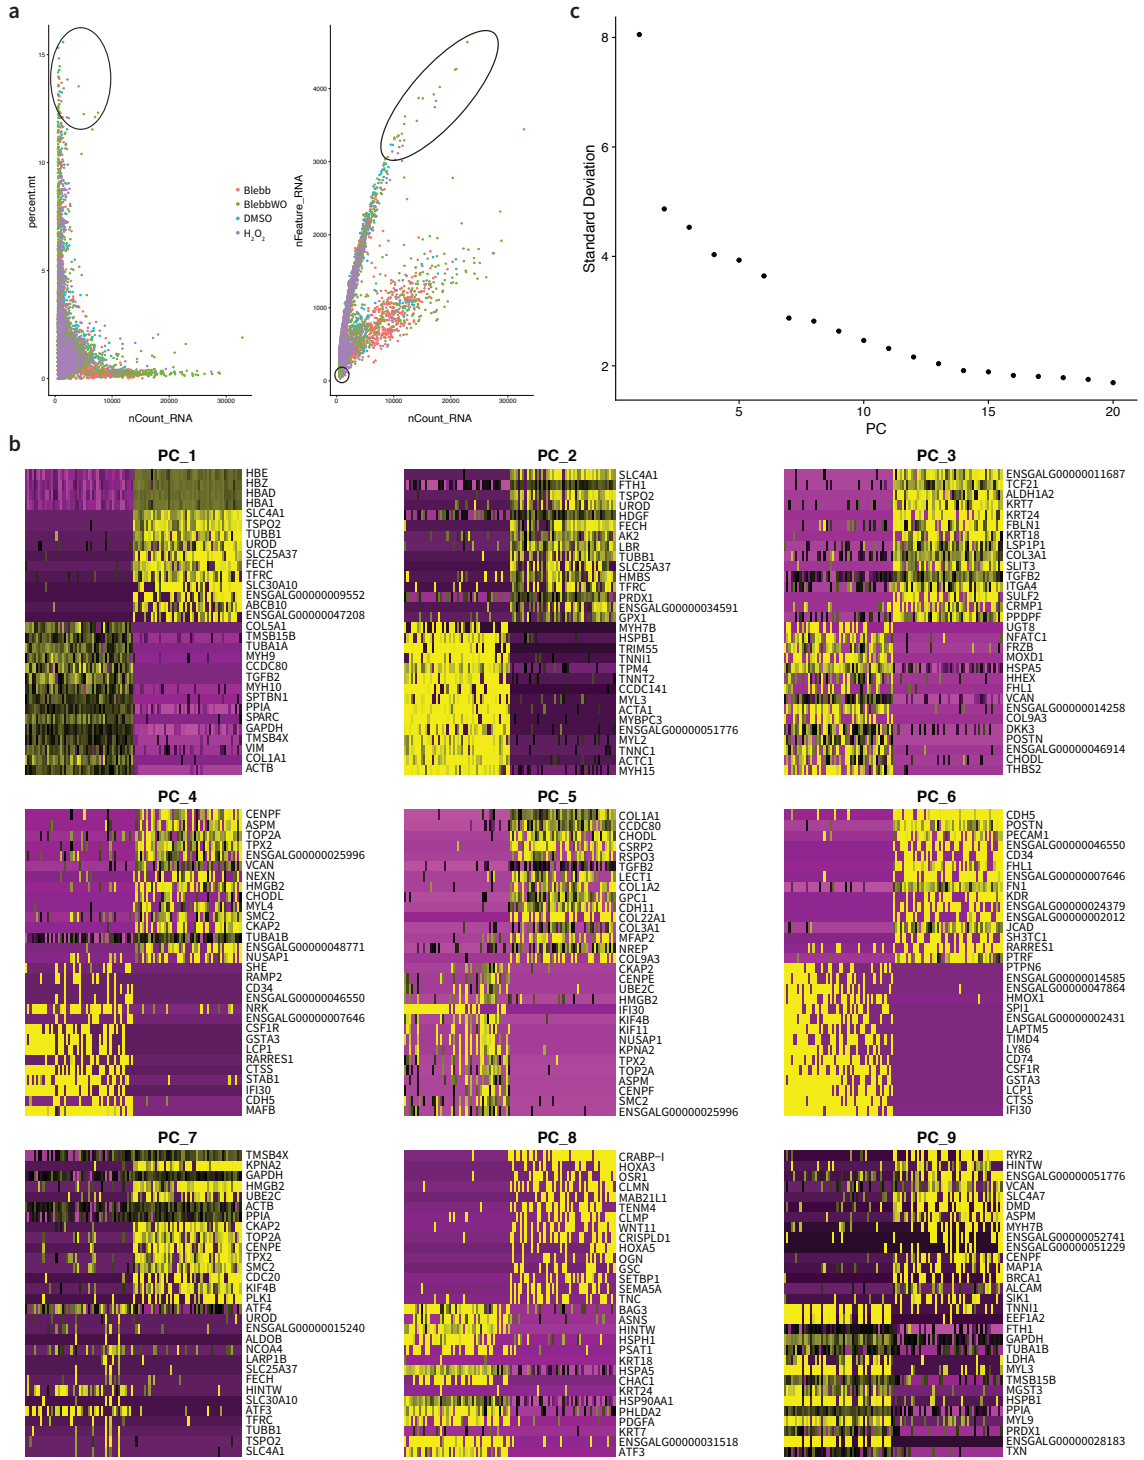 a
c
15
10
5
0
percent.mt
0
10000
20000
30000
nCount_RNA
Blebb
BlebbWO
DMSO
H2O2
4000
3000
2000
1000
0
nFeature_RNA
0
10000
20000
30000
nCount_RNA
8
6
4
2
Standard Deviation
5
10
15
20
PC
b
PC_1
HBE
HBZ
HBAD
HBA1
SLC4A1
TSPO2
TUBB1
UROD
SLC25A37
FECH
TFRC
SLC30A10
ENSGALG00000009552
ABCB10
ENSGALG00000047208
COL5A1
TMSB15B
TUBA1A
MYH9
CCDC80
TGFB2
MYH10
SPTBN1
PPIA
SPARC
GAPDH
TMSB4X
VIM
COL1A1
ACTB
PC_2
SLC4A1
FTH1
TSPO2
UROD
HDGF
FECH
AK2
LBR
TUBB1
SLC25A37
HMBS
TFRC
PRDX1
ENSGALG00000034591
GPX1
MYH7B
HSPB1
TRIM55
TNNI1
TPM4
TNNT2
CCDC141
MYL3
ACTA1
MYBPC3
ENSGALG00000051776
MYL2
TNNC1
ACTC1
MYH15
PC_3
ENSGALG00000011687
TCF21
ALDH1A2
KRT7
KRT24
FBLN1
KRT18
LSP1P1
COL3A1
SLIT3
TGFB2
ITGA4
SULF2
CRMP1
PPDPF
UGT8
NFATC1
FRZB
MOXD1
HSPA5
HHEX
FHL1
VCAN
ENSGALG00000014258
COL9A3
DKK3
POSTN
ENSGALG00000046914
CHODL
THBS2
PC_4
CENPF
ASPM
TOP2A
TPX2
ENSGALG00000025996
VCAN
NEXN
HMGB2
CHODL
MYL4
SMC2
CKAP2
TUBA1B
ENSGALG00000048771
NUSAP1
SHE
RAMP2
CD34
ENSGALG00000046550
NRK
ENSGALG00000007646
CSF1R
GSTA3
LCP1
RARRES1
CTSS
STAB1
IFI30
CDH5
MAFB
PC_5
COL1A1
CCDC80
CHODL
CSRP2
RSPO3
TGFB2
LECT1
COL1A2
GPC1
CDH11
COL22A1
COL3A1
MFAP2
NREP
COL9A3
CKAP2
CENPE
UBE2C
HMGB2
IFI30
KIF4B
KIF11
NUSAP1
KPNA2
TPX2
TOP2A
ASPM
CENPF
SMC2
ENSGALG00000025996
PC_6
CDH5
POSTN
PECAM1
ENSGALG00000046550
CD34
FHL1
ENSGALG00000007646
FN1
KDR
ENSGALG00000024379
ENSGALG00000002012
JCAD
SH3TC1
RARRES1
PTRF
PTPN6
ENSGALG00000014585
ENSGALG00000047864
HMOX1
SPI1
ENSGALG00000002431
LAPTM5
TIMD4
LY86
CD74
CSF1R
GSTA3
LCP1
CTSS
IFI30
PC_7
TMSB4X
KPNA2
GAPDH
HMGB2
UBE2C
ACTB
PPIA
CKAP2
TOP2A
CENPE
TPX2
SMC2
CDC20
KIF4B
PLK1
ATF4
UROD
ENSGALG00000015240
ALDOB
NCOA4
LARP1B
SLC25A37
FECH
HINTW
SLC30A10
ATF3
TFRC
TUBB1
TSPO2
SLC4A1
PC_8
CRABP-I
HOXA3
OSR1
CLMN
MAB21L1
TENM4
CLMP
WNT11
CRISPLD1
HOXA5
OGN
GSC
SETBP1
SEMA5A
TNC
BAG3
ASNS
HINTW
HSPH1
PSAT1
KRT18
HSPA5
CHAC1
KRT24
HSP90AA1
PHLDA2
PDGFA
KRT7
ENSGALG00000031518
ATF3
PC_9
RYR2
HINTW
ENSGALG00000051776
VCAN
SLC4A7
DMD
ASPM
MYH7B
ENSGALG00000052741
ENSGALG00000051229
CENPF
MAP1A
BRCA1
ALCAM
SIK1
TNNI1
EEF1A2
FTH1
GAPDH
TUBA1B
LDHA
MYL3
TMSB15B
MGST3
HSPB1
PPIA
MYL9
PRDX1
ENSGALG00000028183
TXN